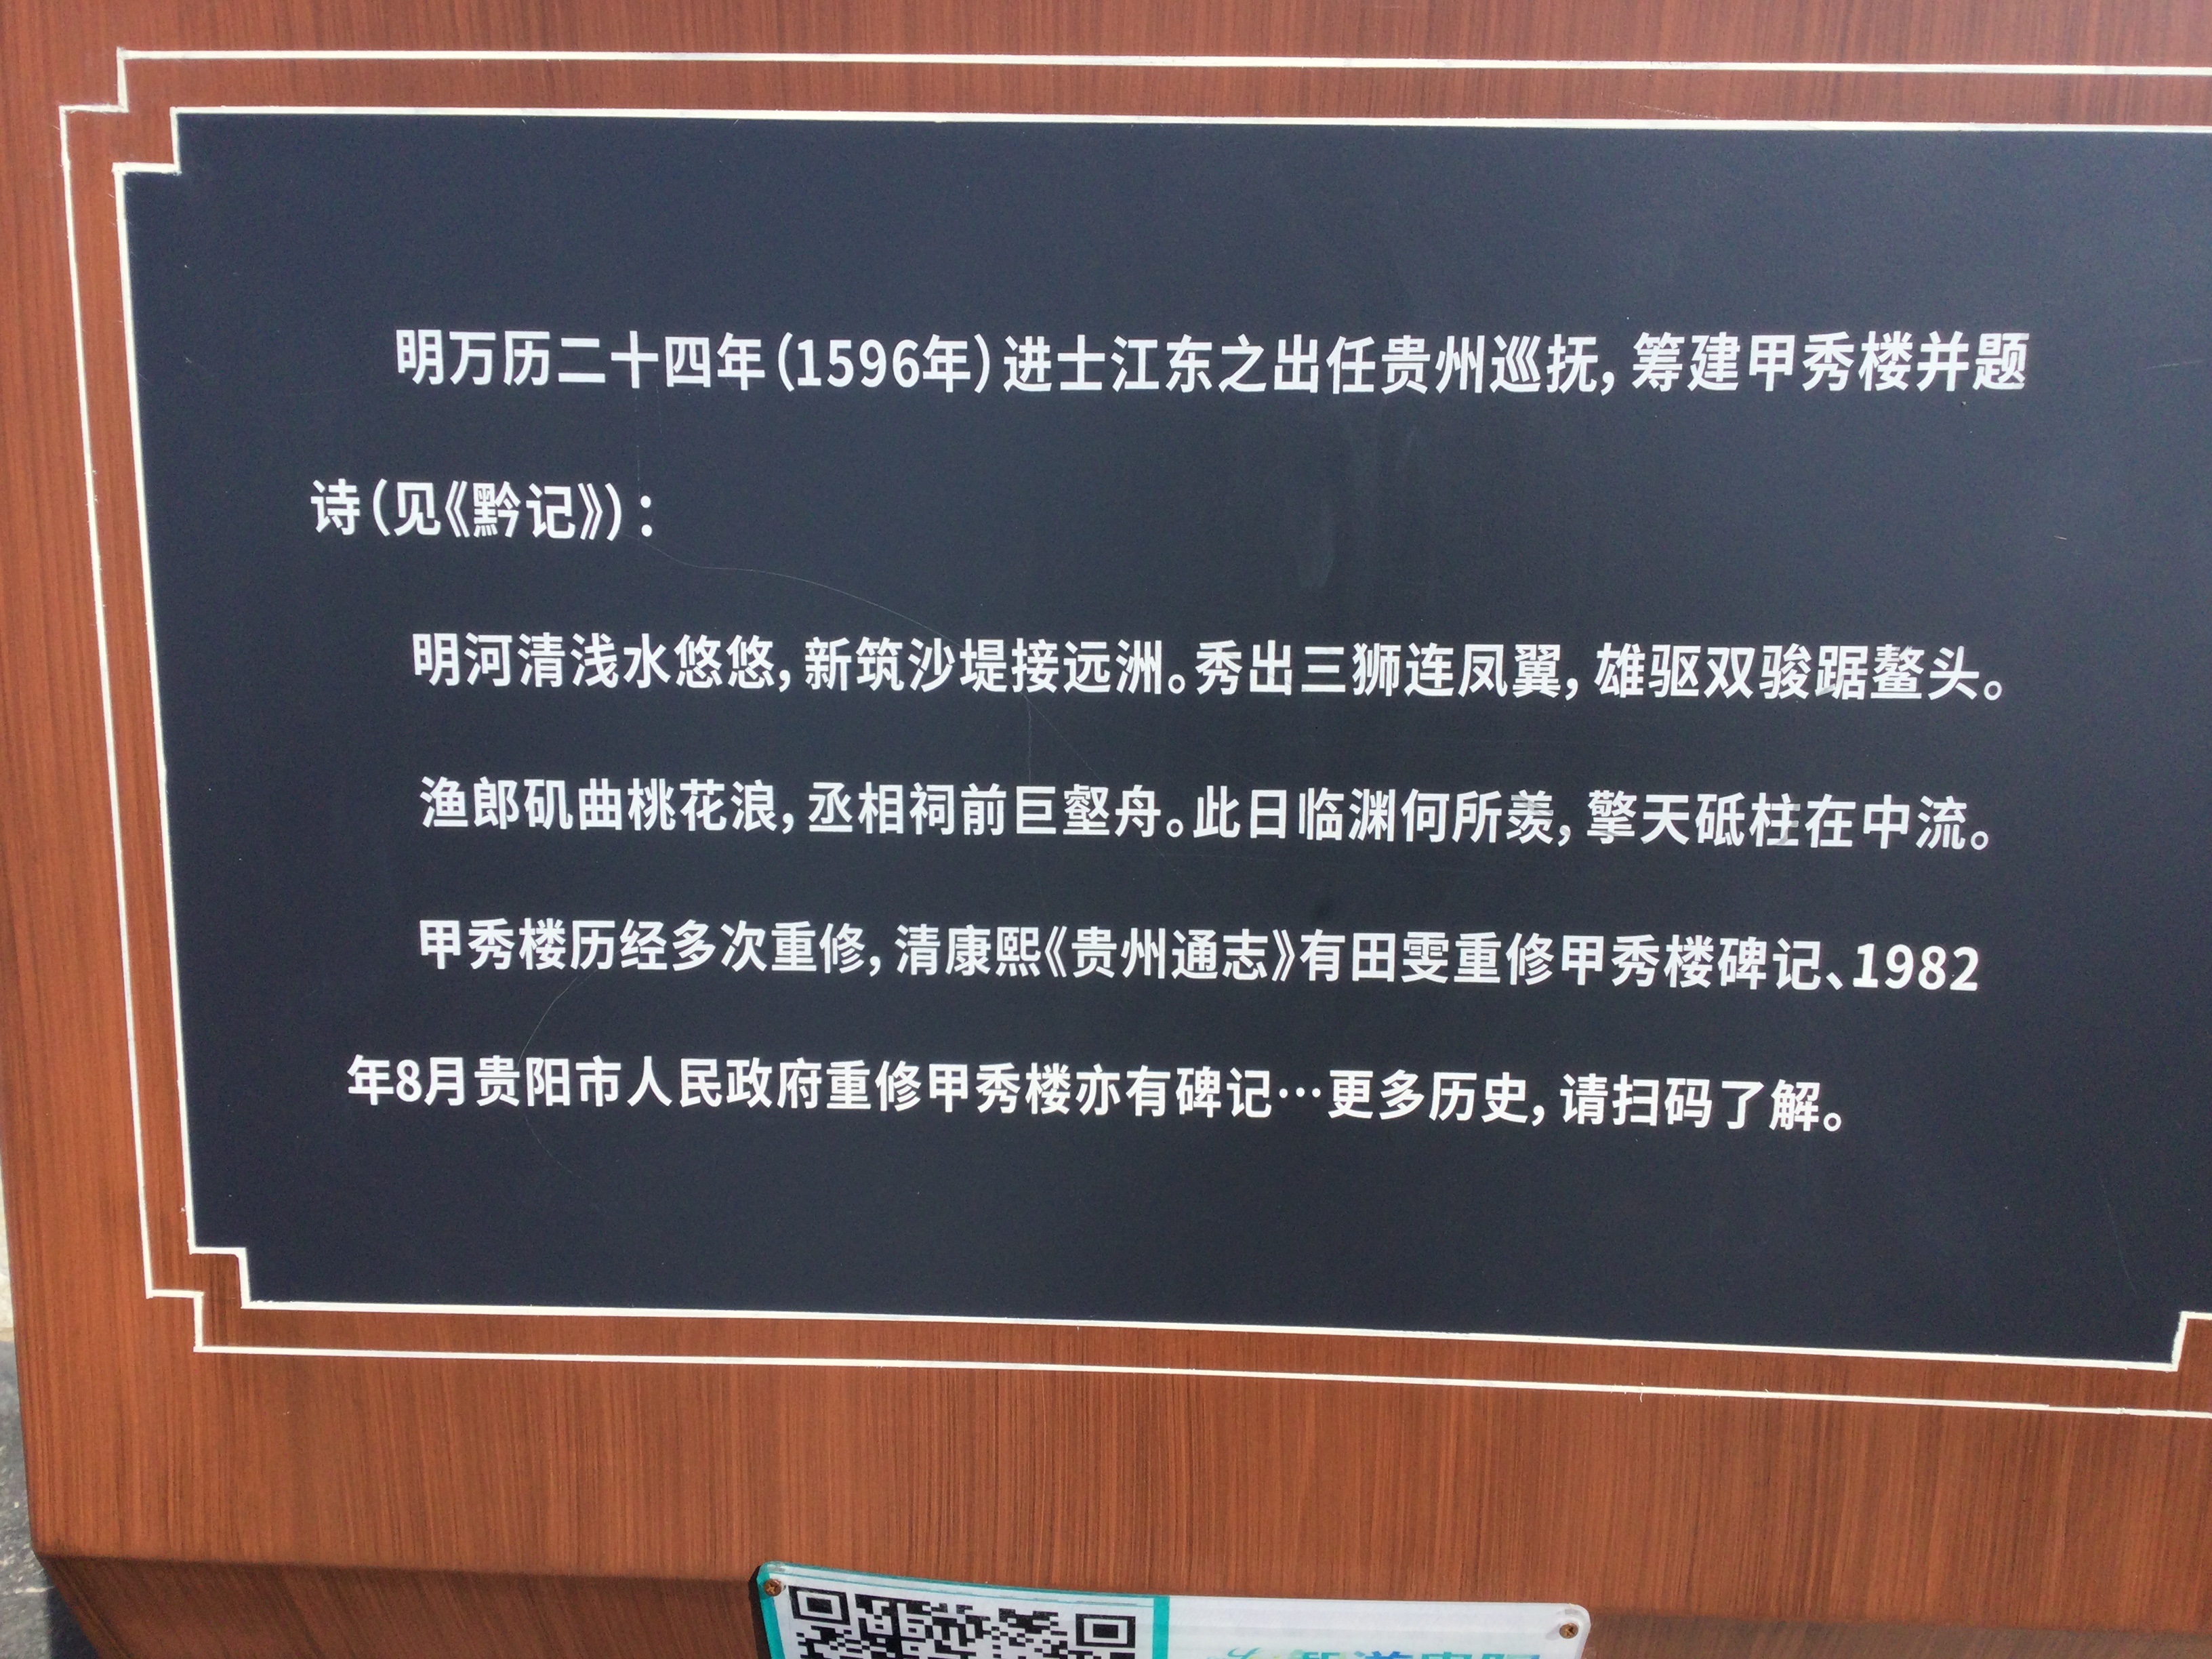 明万历二十四年（1596年）进士江东之出任贵州巡抚，筹建甲秀楼并题
诗（见《黔记》）：
明河清浅水悠悠，新筑沙堤接远洲。秀出三狮连凤翼，雄驱双骏踞鳌头。
渔郎矶曲桃花浪，丞相祠前巨壑舟。此日临渊何所羡，擎天砥柱在中流。
甲秀楼历经多次重修，清康熙《贵州通志》有田雯重修甲秀楼碑记、1982
年8月贵阳市人民政府重修甲秀楼亦有碑记…更多历史，请扫码了解。